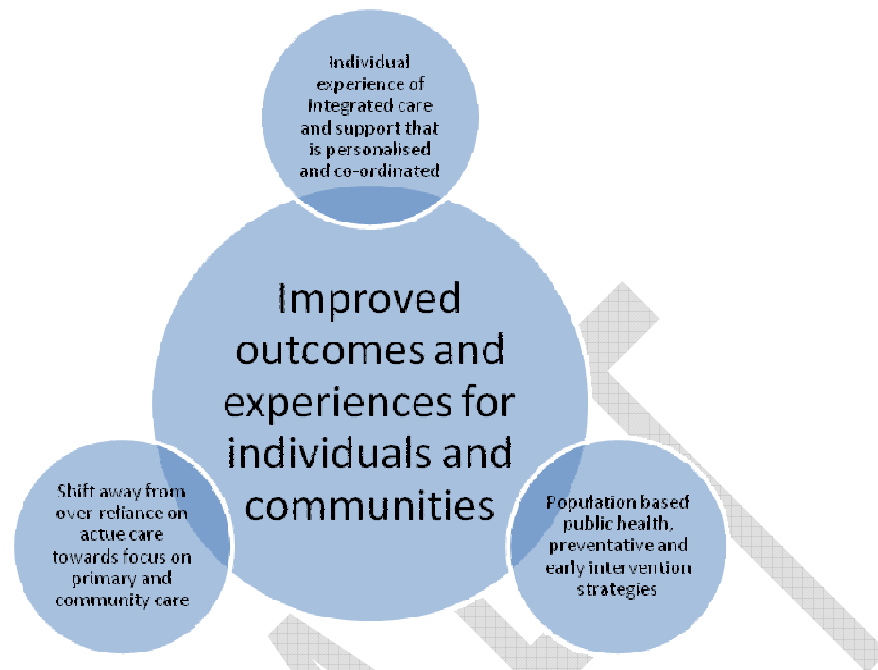 Individual
experience of
integrated care
and support that
is personalised
and co-ordinated
Improved
outcomes and
experiences for
individuals and
communities
Shift away from
over reliance on
actue care
towards focus on
primary and
community care
Population based
public health,
preventative and
early intervention
strategies